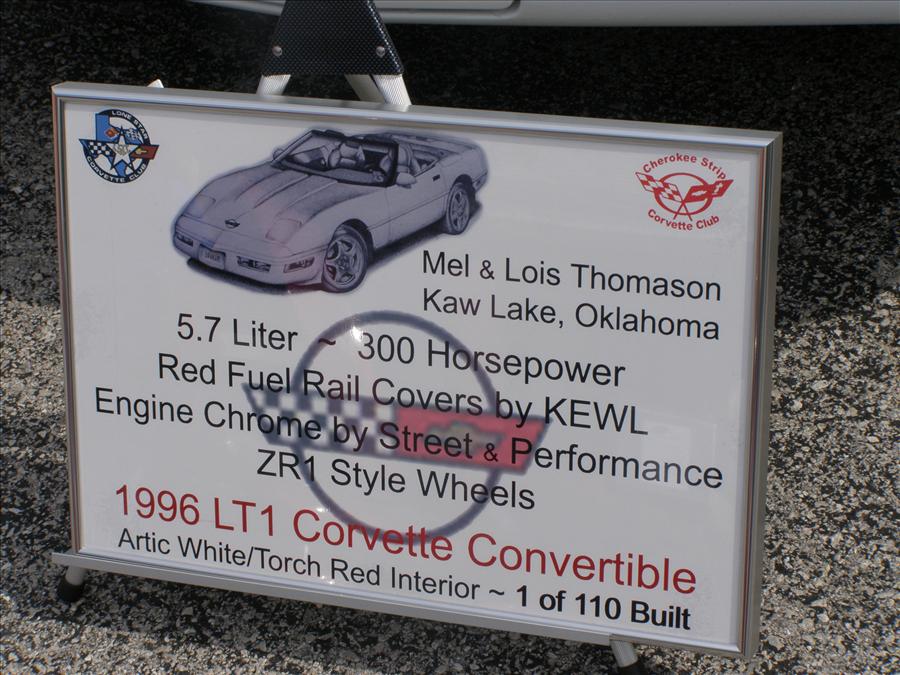 LONE STAR
CORVETTE CLUB
Cherokee Strip
Corvette Club
Mel & Lois Thomason
Kaw Lake, Oklahoma
5.7 Liter ~ 300 Horsepower
Red Fuel Rail Covers by KEWL
Engine Chrome by Street & Performance
ZR1 Style Wheels
1996 LT1 Corvette Convertible
Artic White/Torch Red Interior ~ 1 of 110 Built